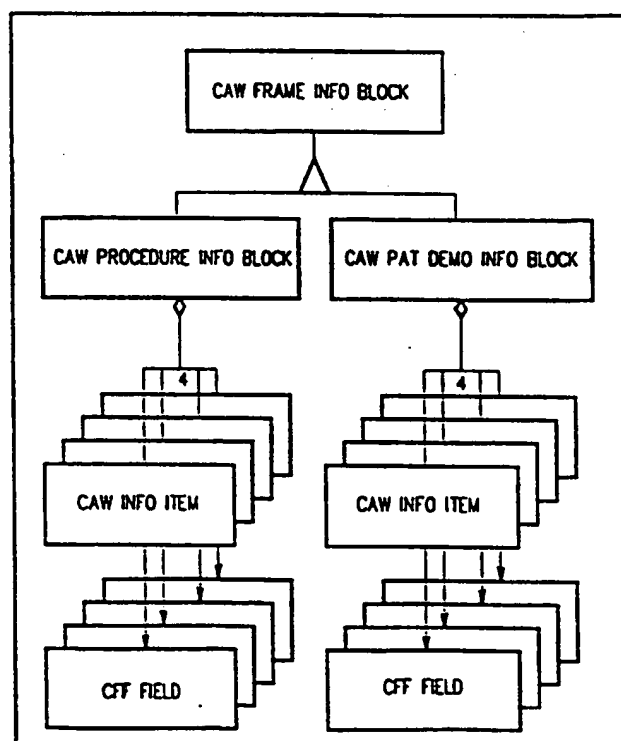 CAW FRAME INFO BLOCK
CAW PROCEDURE INFO BLOCK
CAW PAT DEMO INFO BLOCK
4
4
CAW INFO ITEM
CAW INFO ITEM
CFF FIELD
CFF FIELD